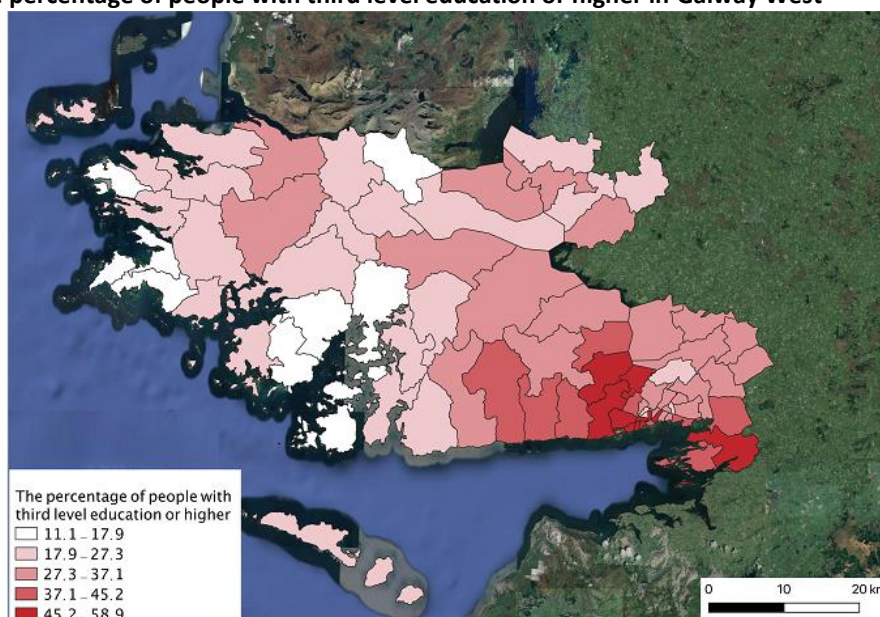 percentage of people with third level education or higher in Galway West
The percentage of people with
third level education or higher
11.1 - 17.9
17.9 - 27.3
27.3 - 37.1
37.1 - 45.2
45.2 - 58.9
0 10 20 km